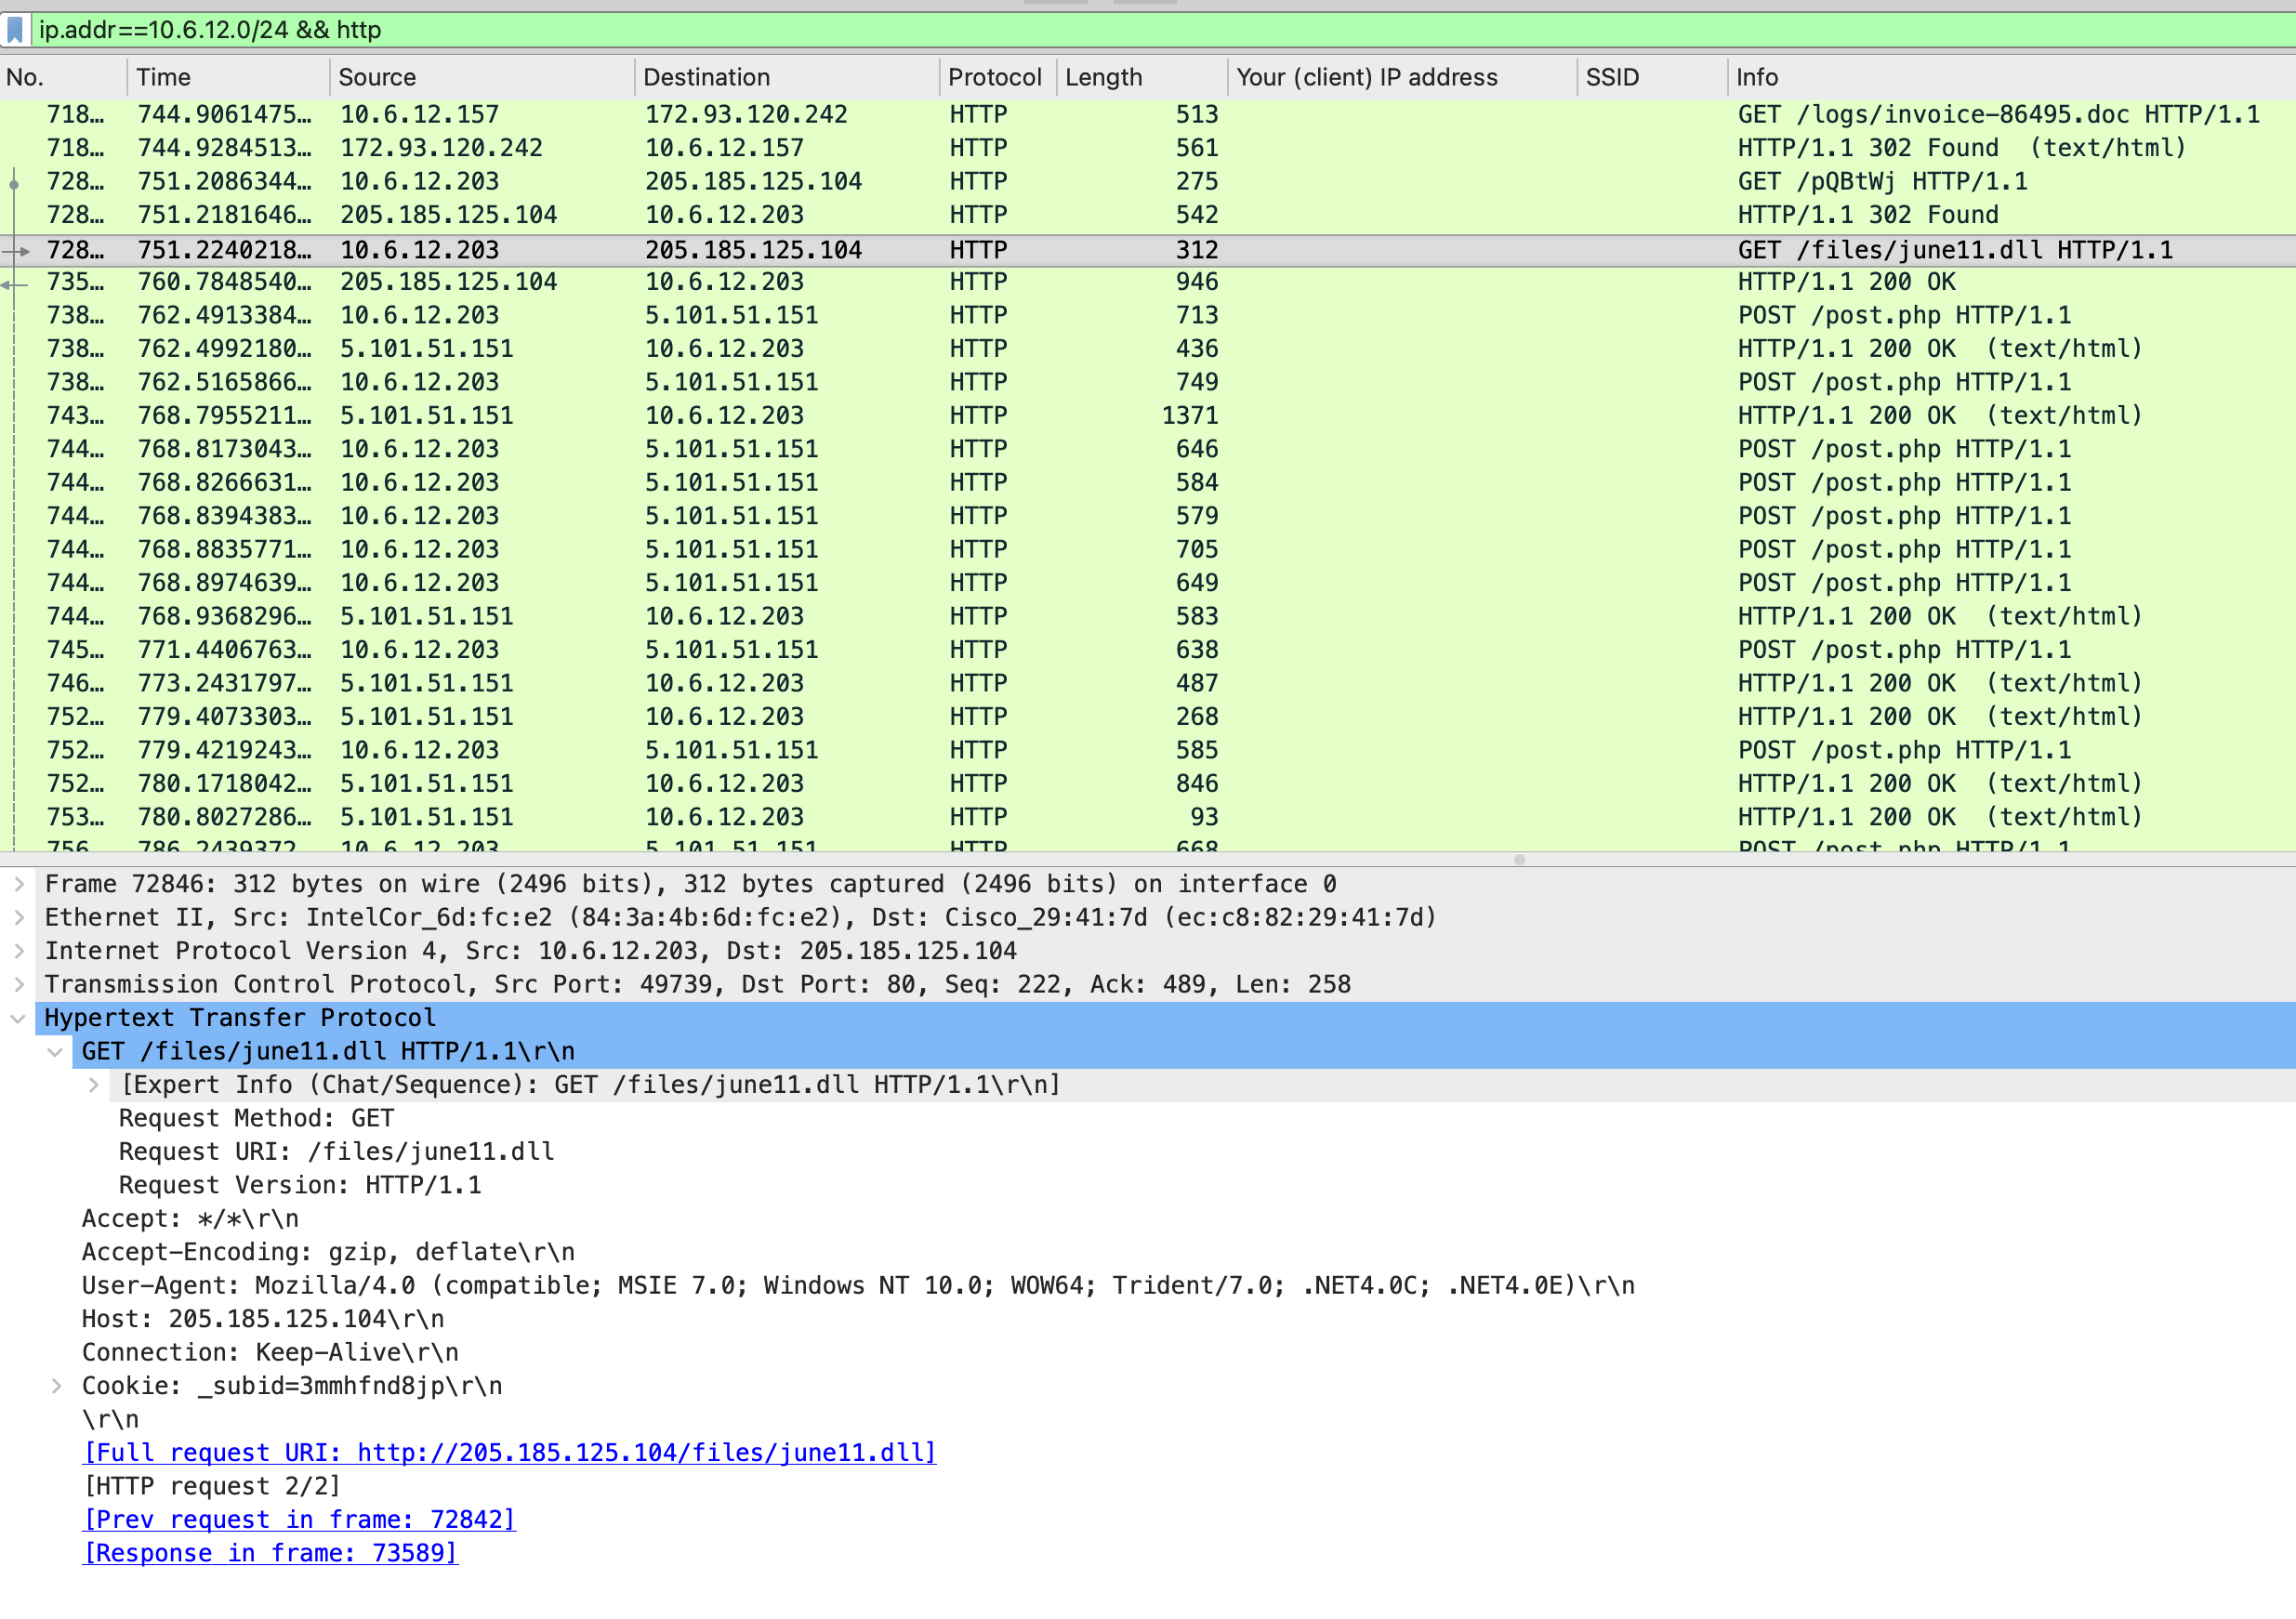 ip.addr==10.6.12.0/24 && http
No. Time Source Destination Protocol Length Your (client) IP address SSID Info
718… 744.9061475… 10.6.12.157 172.93.120.242 HTTP 513 GET /logs/invoice-86495.doc HTTP/1.1
718… 744.9284513… 172.93.120.242 10.6.12.157 HTTP 561 HTTP/1.1 302 Found (text/html)
728… 751.2086344… 10.6.12.203 205.185.125.104 HTTP 275 GET /pQBtWj HTTP/1.1
728… 751.2181646… 205.185.125.104 10.6.12.203 HTTP 542 HTTP/1.1 302 Found
728… 751.2240218… 10.6.12.203 205.185.125.104 HTTP 312 GET /files/june11.dll HTTP/1.1
735… 760.7848540… 205.185.125.104 10.6.12.203 HTTP 946 HTTP/1.1 200 OK
738… 762.4913384… 10.6.12.203 5.101.51.151 HTTP 713 POST /post.php HTTP/1.1
738… 762.4992180… 5.101.51.151 10.6.12.203 HTTP 436 HTTP/1.1 200 OK (text/html)
738… 762.5165866… 10.6.12.203 5.101.51.151 HTTP 749 POST /post.php HTTP/1.1
743… 768.7955211… 5.101.51.151 10.6.12.203 HTTP 1371 HTTP/1.1 200 OK (text/html)
744… 768.8173043… 10.6.12.203 5.101.51.151 HTTP 646 POST /post.php HTTP/1.1
744… 768.8266631… 10.6.12.203 5.101.51.151 HTTP 584 POST /post.php HTTP/1.1
744… 768.8394383… 10.6.12.203 5.101.51.151 HTTP 579 POST /post.php HTTP/1.1
744… 768.8835771… 10.6.12.203 5.101.51.151 HTTP 705 POST /post.php HTTP/1.1
744… 768.8974639… 10.6.12.203 5.101.51.151 HTTP 649 POST /post.php HTTP/1.1
744… 768.9368296… 5.101.51.151 10.6.12.203 HTTP 583 HTTP/1.1 200 OK (text/html)
745… 771.4406763… 10.6.12.203 5.101.51.151 HTTP 638 POST /post.php HTTP/1.1
746… 773.2431797… 5.101.51.151 10.6.12.203 HTTP 487 HTTP/1.1 200 OK (text/html)
752… 779.4073303… 5.101.51.151 10.6.12.203 HTTP 268 HTTP/1.1 200 OK (text/html)
752… 779.4219243… 10.6.12.203 5.101.51.151 HTTP 585 POST /post.php HTTP/1.1
752… 780.1718042… 5.101.51.151 10.6.12.203 HTTP 846 HTTP/1.1 200 OK (text/html)
753… 780.8027286… 5.101.51.151 10.6.12.203 HTTP 93 HTTP/1.1 200 OK (text/html)
756… 786.2439372… 10.6.12.203 5.101.51.151 HTTP 668 POST /post.php HTTP/1.1
Frame 72846: 312 bytes on wire (2496 bits), 312 bytes captured (2496 bits) on interface 0
Ethernet II, Src: IntelCor_6d:fc:e2 (84:3a:4b:6d:fc:e2), Dst: Cisco_29:41:7d (ec:c8:82:29:41:7d)
Internet Protocol Version 4, Src: 10.6.12.203, Dst: 205.185.125.104
Transmission Control Protocol, Src Port: 49739, Dst Port: 80, Seq: 222, Ack: 489, Len: 258
Hypertext Transfer Protocol
GET /files/june11.dll HTTP/1.1\r\n
[Expert Info (Chat/Sequence): GET /files/june11.dll HTTP/1.1\r\n]
Request Method: GET
Request URI: /files/june11.dll
Request Version: HTTP/1.1
Accept: */*\r\n
Accept-Encoding: gzip, deflate\r\n
User-Agent: Mozilla/4.0 (compatible; MSIE 7.0; Windows NT 10.0; WOW64; Trident/7.0; .NET4.0C; .NET4.0E)\r\n
Host: 205.185.125.104\r\n
Connection: Keep-Alive\r\n
Cookie: _subid=3mmhfnd8jp\r\n
\r\n
[Full request URI: http://205.185.125.104/files/june11.dll]
[HTTP request 2/2]
[Prev request in frame: 72842]
[Response in frame: 73589]